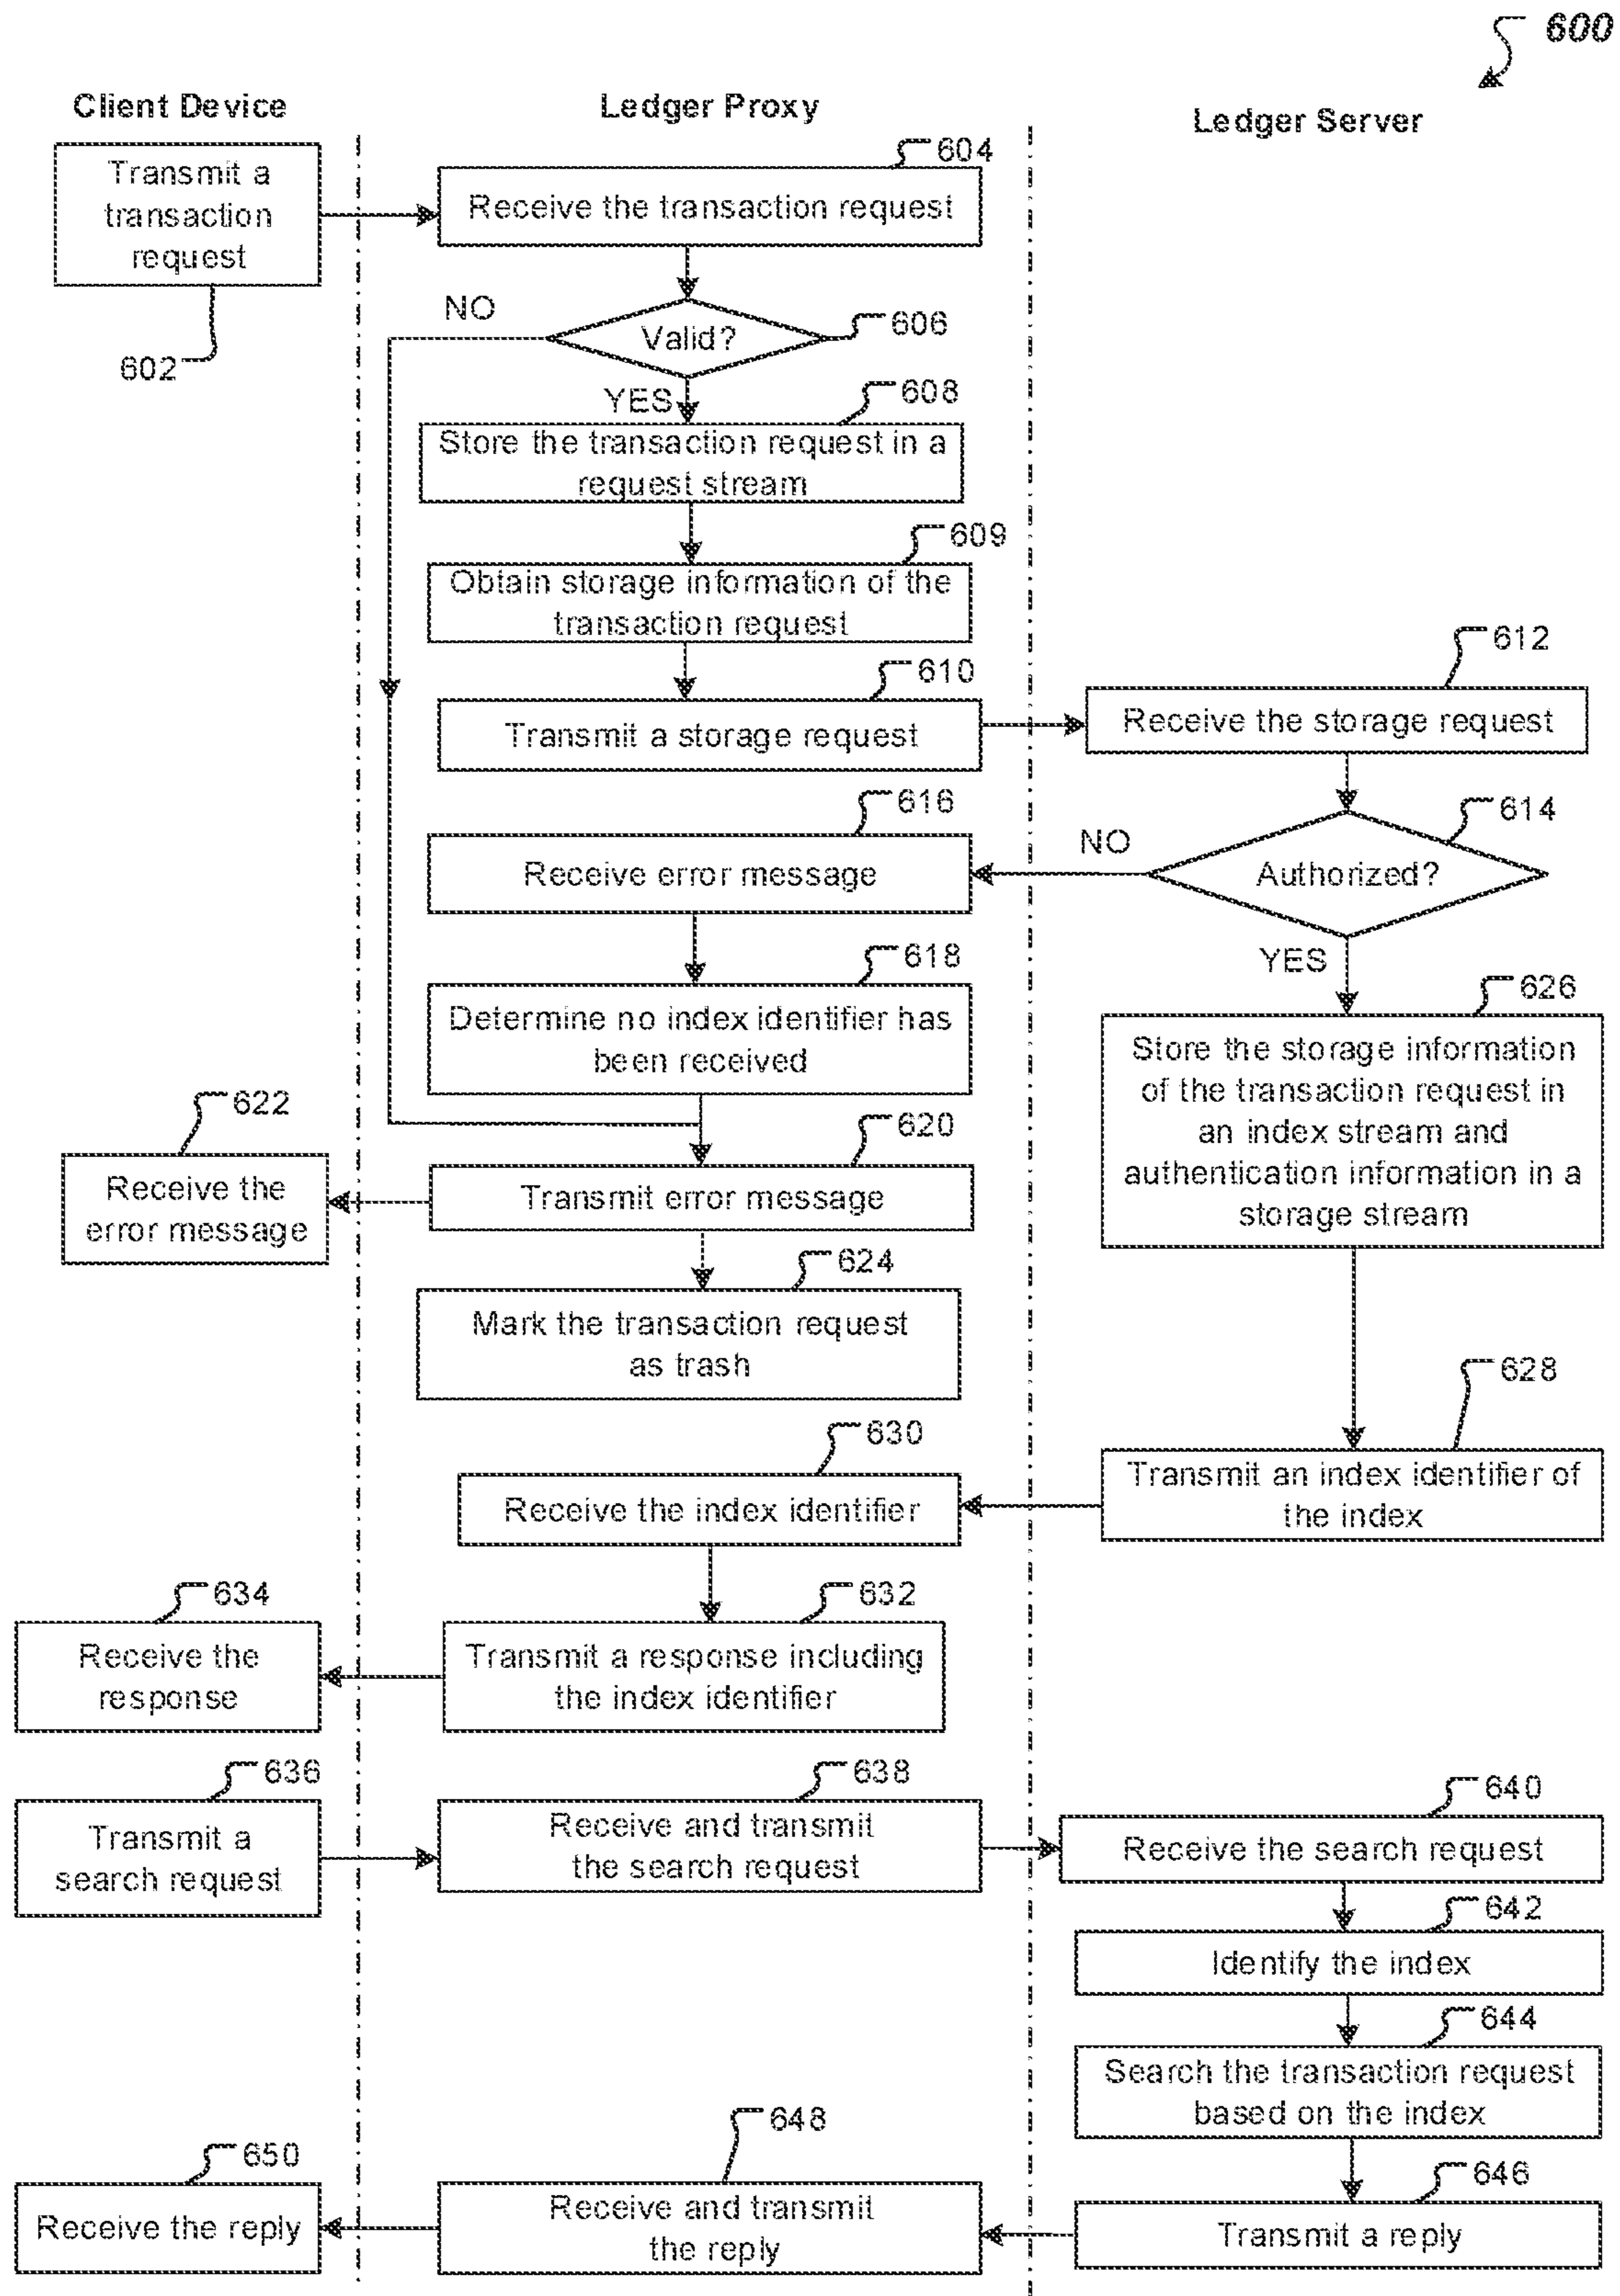 600
Client Device
Ledger Proxy
Ledger Server
Transmit a
transaction
request
602
604
Receive the transaction request
NO
Valid?
606
YES
608
Store the transaction request in a
request stream
609
Obtain storage information of the
transaction request
610
Transmit a storage request
612
Receive the storage request
614
Authorized?
NO
YES
616
Receive error message
618
Determine no index identifier has
been received
620
Transmit error message
622
Receive the
error message
624
Mark the transaction request
as trash
626
Store the storage information
of the transaction request in
an index stream and
authentication information in a
storage stream
628
Transmit an index identifier of
the index
630
Receive the index identifier
632
Transmit a response including
the index identifier
634
Receive the
response
636
Transmit a
search request
638
Receive and transmit
the search request
640
Receive the search request
642
Identify the index
644
Search the transaction request
based on the index
646
Transmit a reply
648
Receive and transmit
the reply
650
Receive the reply